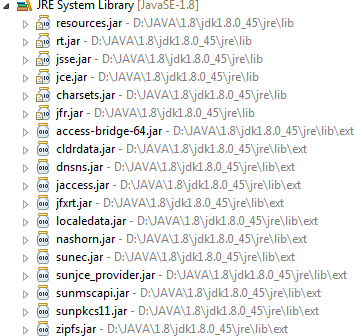 JRE System Library [JavaSE-1.8]
resources.jar - D:\JAVA\1.8\jdk1.8.0_45\jre\lib
rt.jar - D:\JAVA\1.8\jdk1.8.0_45\jre\lib
jsse.jar - D:\JAVA\1.8\jdk1.8.0_45\jre\lib
jce.jar - D:\JAVA\1.8\jdk1.8.0_45\jre\lib
charsets.jar - D:\JAVA\1.8\jdk1.8.0_45\jre\lib
jfr.jar - D:\JAVA\1.8\jdk1.8.0_45\jre\lib
access-bridge-64.jar - D:\JAVA\1.8\jdk1.8.0_45\jre\lib\ext
cldrdata.jar - D:\JAVA\1.8\jdk1.8.0_45\jre\lib\ext
dnsns.jar - D:\JAVA\1.8\jdk1.8.0_45\jre\lib\ext
jaccess.jar - D:\JAVA\1.8\jdk1.8.0_45\jre\lib\ext
jfxrt.jar - D:\JAVA\1.8\jdk1.8.0_45\jre\lib\ext
localedata.jar - D:\JAVA\1.8\jdk1.8.0_45\jre\lib\ext
nashorn.jar - D:\JAVA\1.8\jdk1.8.0_45\jre\lib\ext
sunec.jar - D:\JAVA\1.8\jdk1.8.0_45\jre\lib\ext
sunjce_provider.jar - D:\JAVA\1.8\jdk1.8.0_45\jre\lib\ext
sunmscapi.jar - D:\JAVA\1.8\jdk1.8.0_45\jre\lib\ext
sunpkcs11.jar - D:\JAVA\1.8\jdk1.8.0_45\jre\lib\ext
zipfs.jar - D:\JAVA\1.8\jdk1.8.0_45\jre\lib\ext